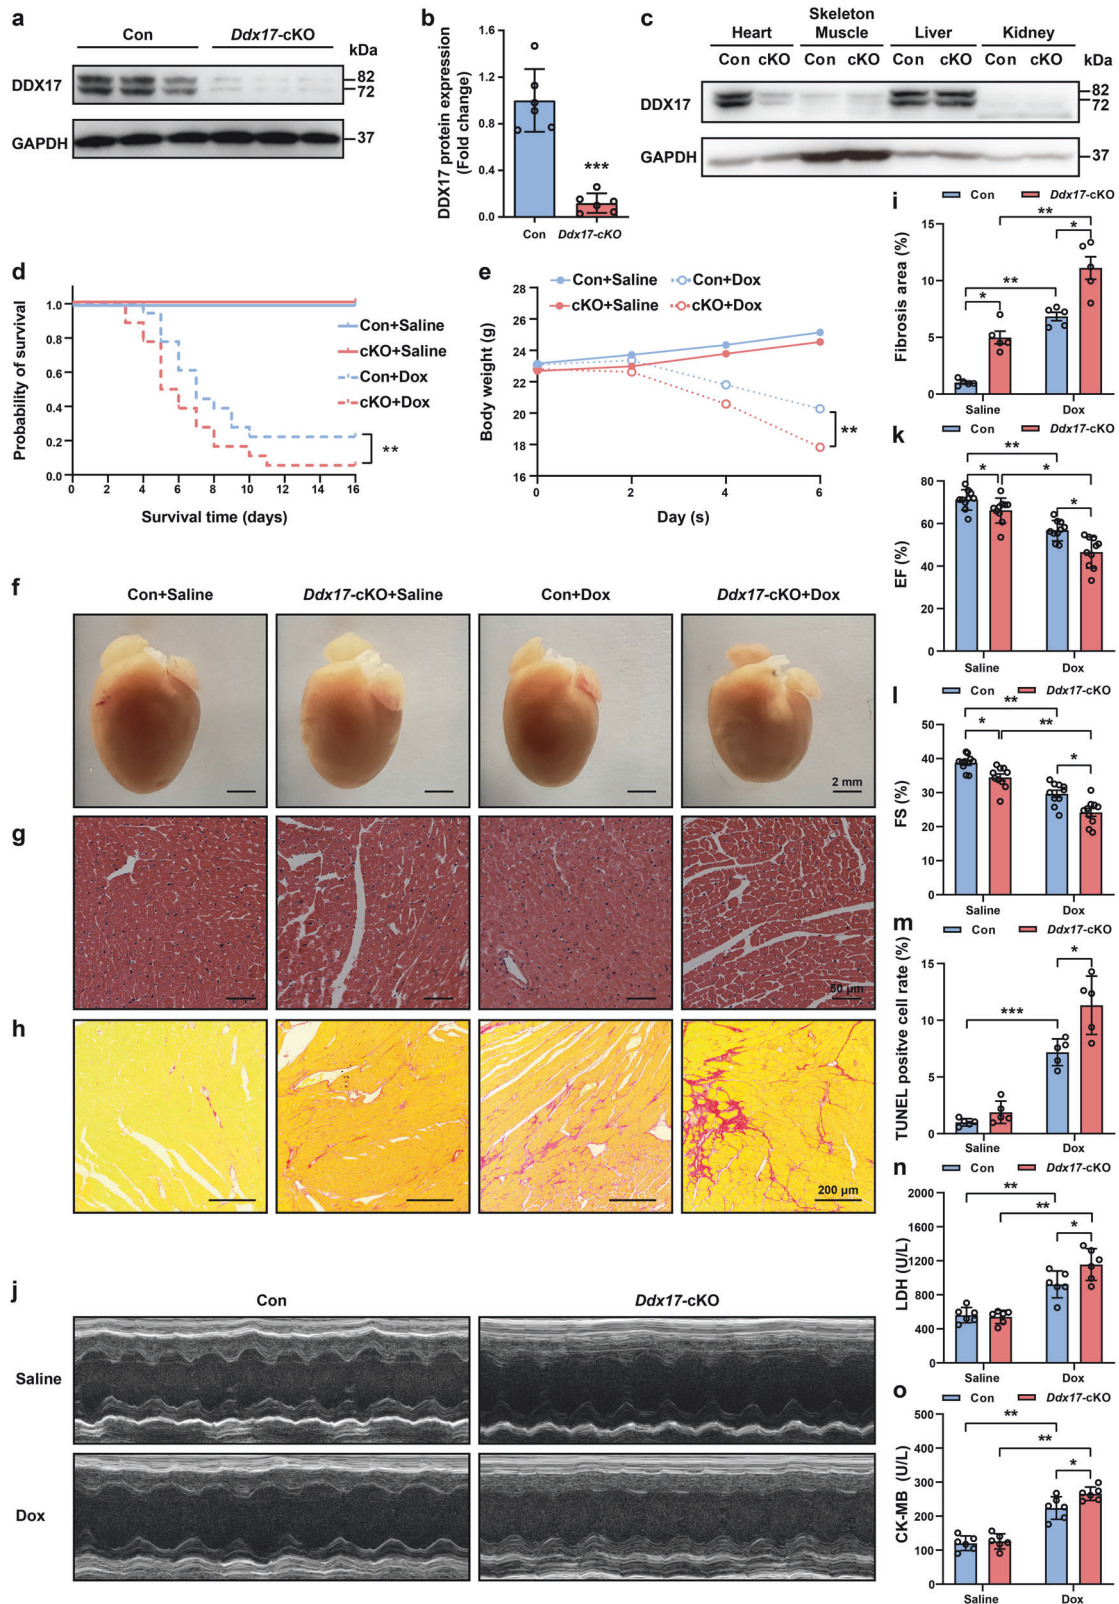 a
Con
Ddx17-cKO
kDa
DDX17
82
72
GAPDH
37
b
DDX17 protein expression
(Fold change)
1.6
1.2
0.8
0.4
0.0
***
Con
Ddx17-cKO
c
Heart
Skeleton
Muscle
Liver
Kidney
Con cKO Con cKO Con cKO Con cKO
kDa
DDX17
82
72
GAPDH
37
d
Probability of survival
1.0
0.8
0.6
0.4
0.2
0.0
0 2 4 6 8 10 12 14 16
Survival time (days)
Con+Saline
cKO+Saline
Con+Dox
cKO+Dox
**
e
Con+Saline
Con+Dox
cKO+Saline
cKO+Dox
Body weight (g)
28
26
24
22
20
18
16
0 2 4 6
Day (s)
**
f
Con+Saline
Ddx17-cKO+Saline
Con+Dox
Ddx17-cKO+Dox
2 mm
g
50 μm
h
200 μm
i
Con
Ddx17-cKO
Fibrosis area (%)
15
10
5
0
**
*
**
*
Saline
Dox
j
Con
Ddx17-cKO
Saline
Dox
k
Con
Ddx17-cKO
EF (%)
80
60
40
20
0
**
*
*
*
Saline
Dox
l
Con
Ddx17-cKO
FS (%)
50
40
30
20
10
0
**
*
**
*
Saline
Dox
m
Con
Ddx17-cKO
TUNEL positve cell rate (%)
15
10
5
0
*
***
Saline
Dox
n
Con
Ddx17-cKO
LDH (U/L)
2000
1600
1200
800
400
0
**
**
*
Saline
Dox
o
Con
Ddx17-cKO
CK-MB (U/L)
500
400
300
200
100
0
**
**
*
Saline
Dox